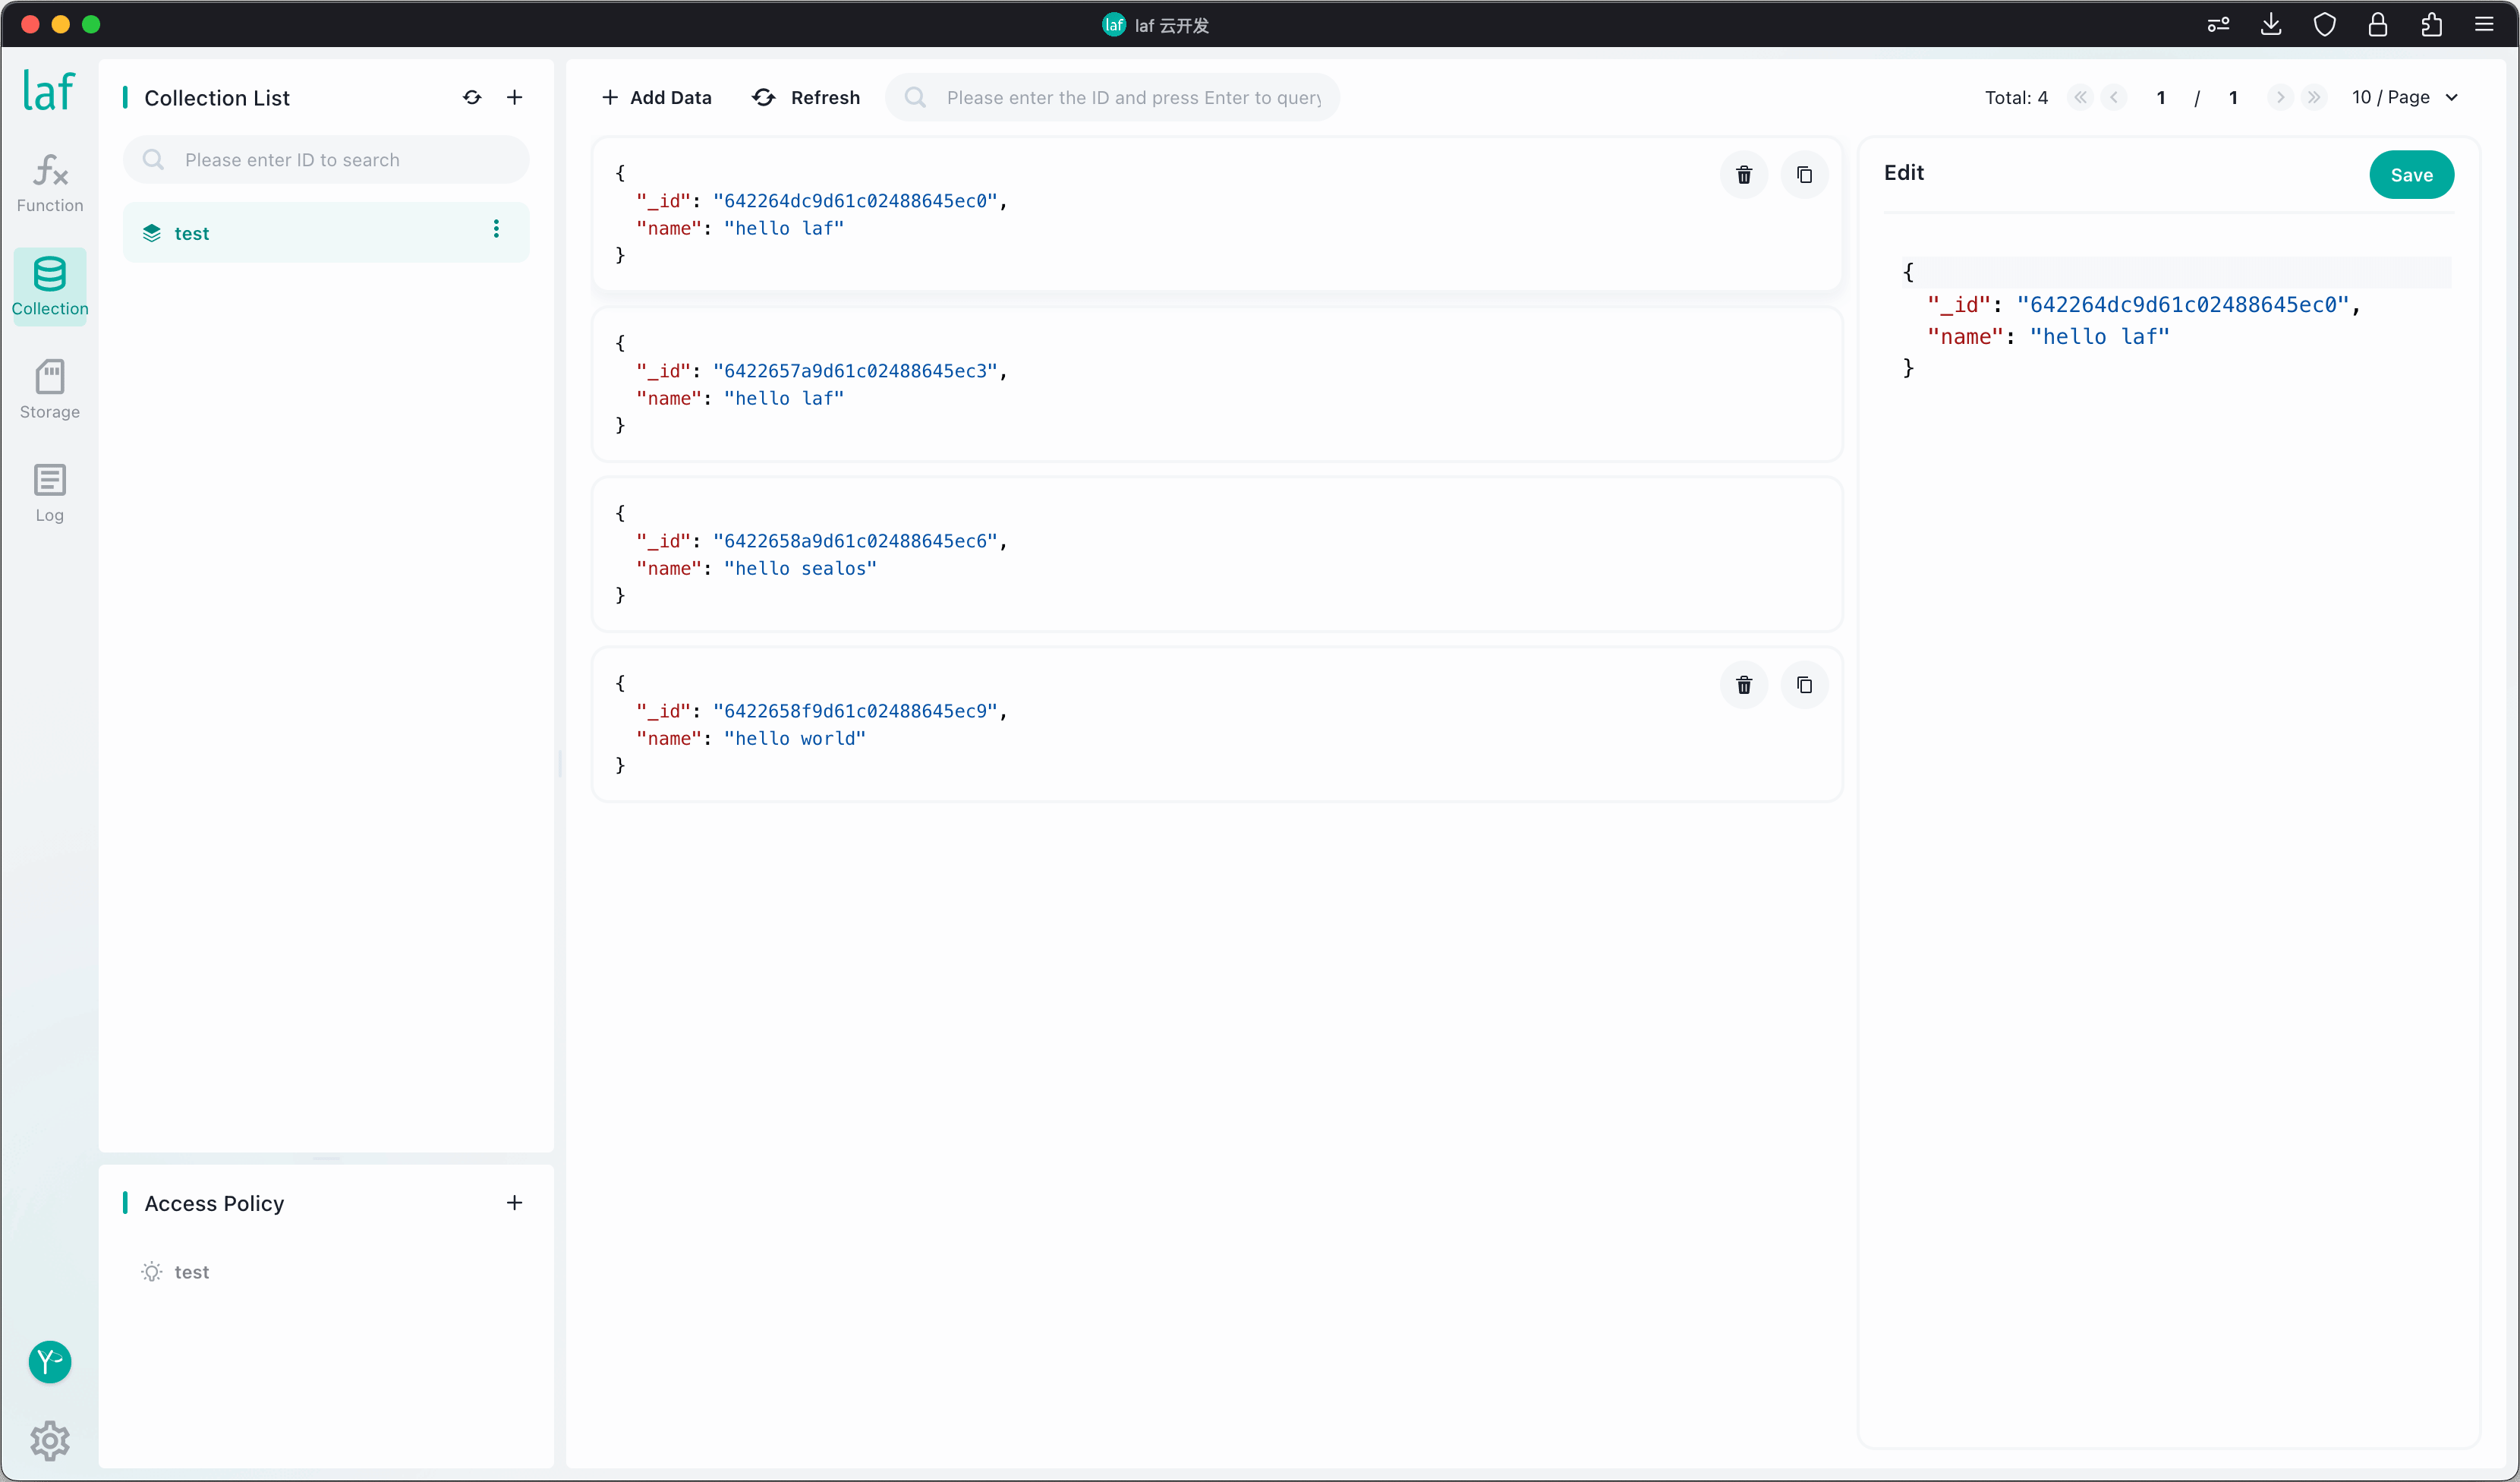 laf laf 云开发
laf
Function
Collection
Storage
Log
Collection List
Please enter ID to search
test
Access Policy
test
Add Data
Refresh
Please enter the ID and press Enter to query
Total: 4
1 / 1
10 / Page
{
"_id": "642264dc9d61c02488645ec0",
"name": "hello laf"
}
{
"_id": "6422657a9d61c02488645ec3",
"name": "hello laf"
}
{
"_id": "6422658a9d61c02488645ec6",
"name": "hello sealos"
}
{
"_id": "6422658f9d61c02488645ec9",
"name": "hello world"
}
Edit
Save
{
"_id": "642264dc9d61c02488645ec0",
"name": "hello laf"
}